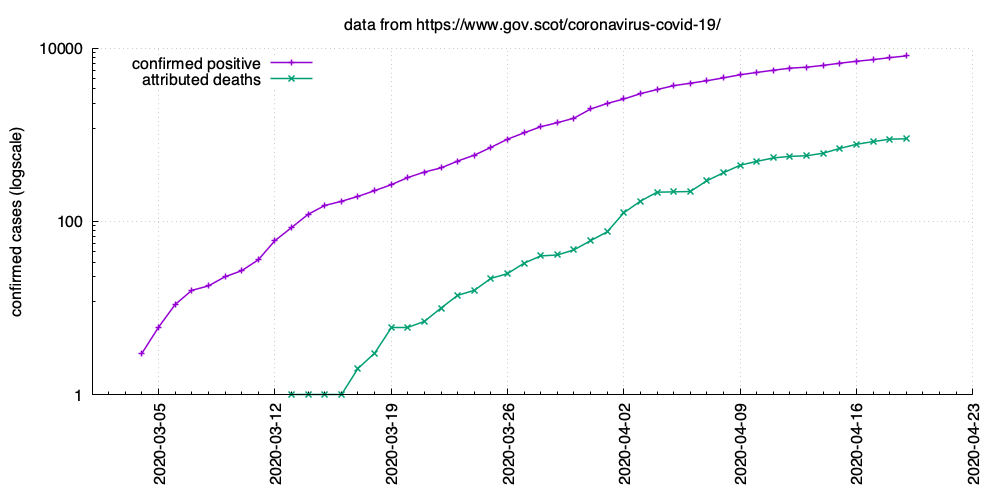 data from https://www.gov.scot/coronavirus-covid-19/
10000
confirmed positive
attributed deaths
confirmed cases (logscale)
100
1
2020-03-05
2020-03-12
2020-03-19
2020-03-26
2020-04-02
2020-04-09
2020-04-16
2020-04-23